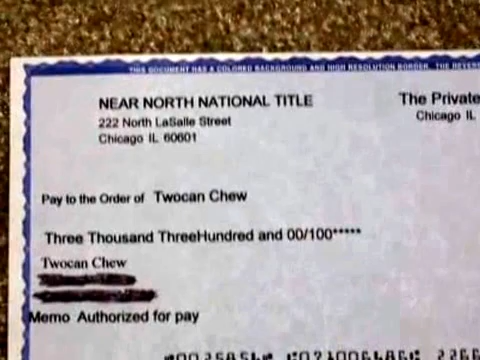 THIS DOCUMENT HAS A COLORED BACKGROUND AND HIGH RESOLUTION BORDER. THE REVERS
NEAR NORTH NATIONAL TITLE
The Private
222 North LaSalle Street
Chicago IL
Chicago IL 60601
Pay to the Order of Twocan Chew
Three Thousand ThreeHundred and 00/100*****
Twocan Chew
Memo Authorized for pay